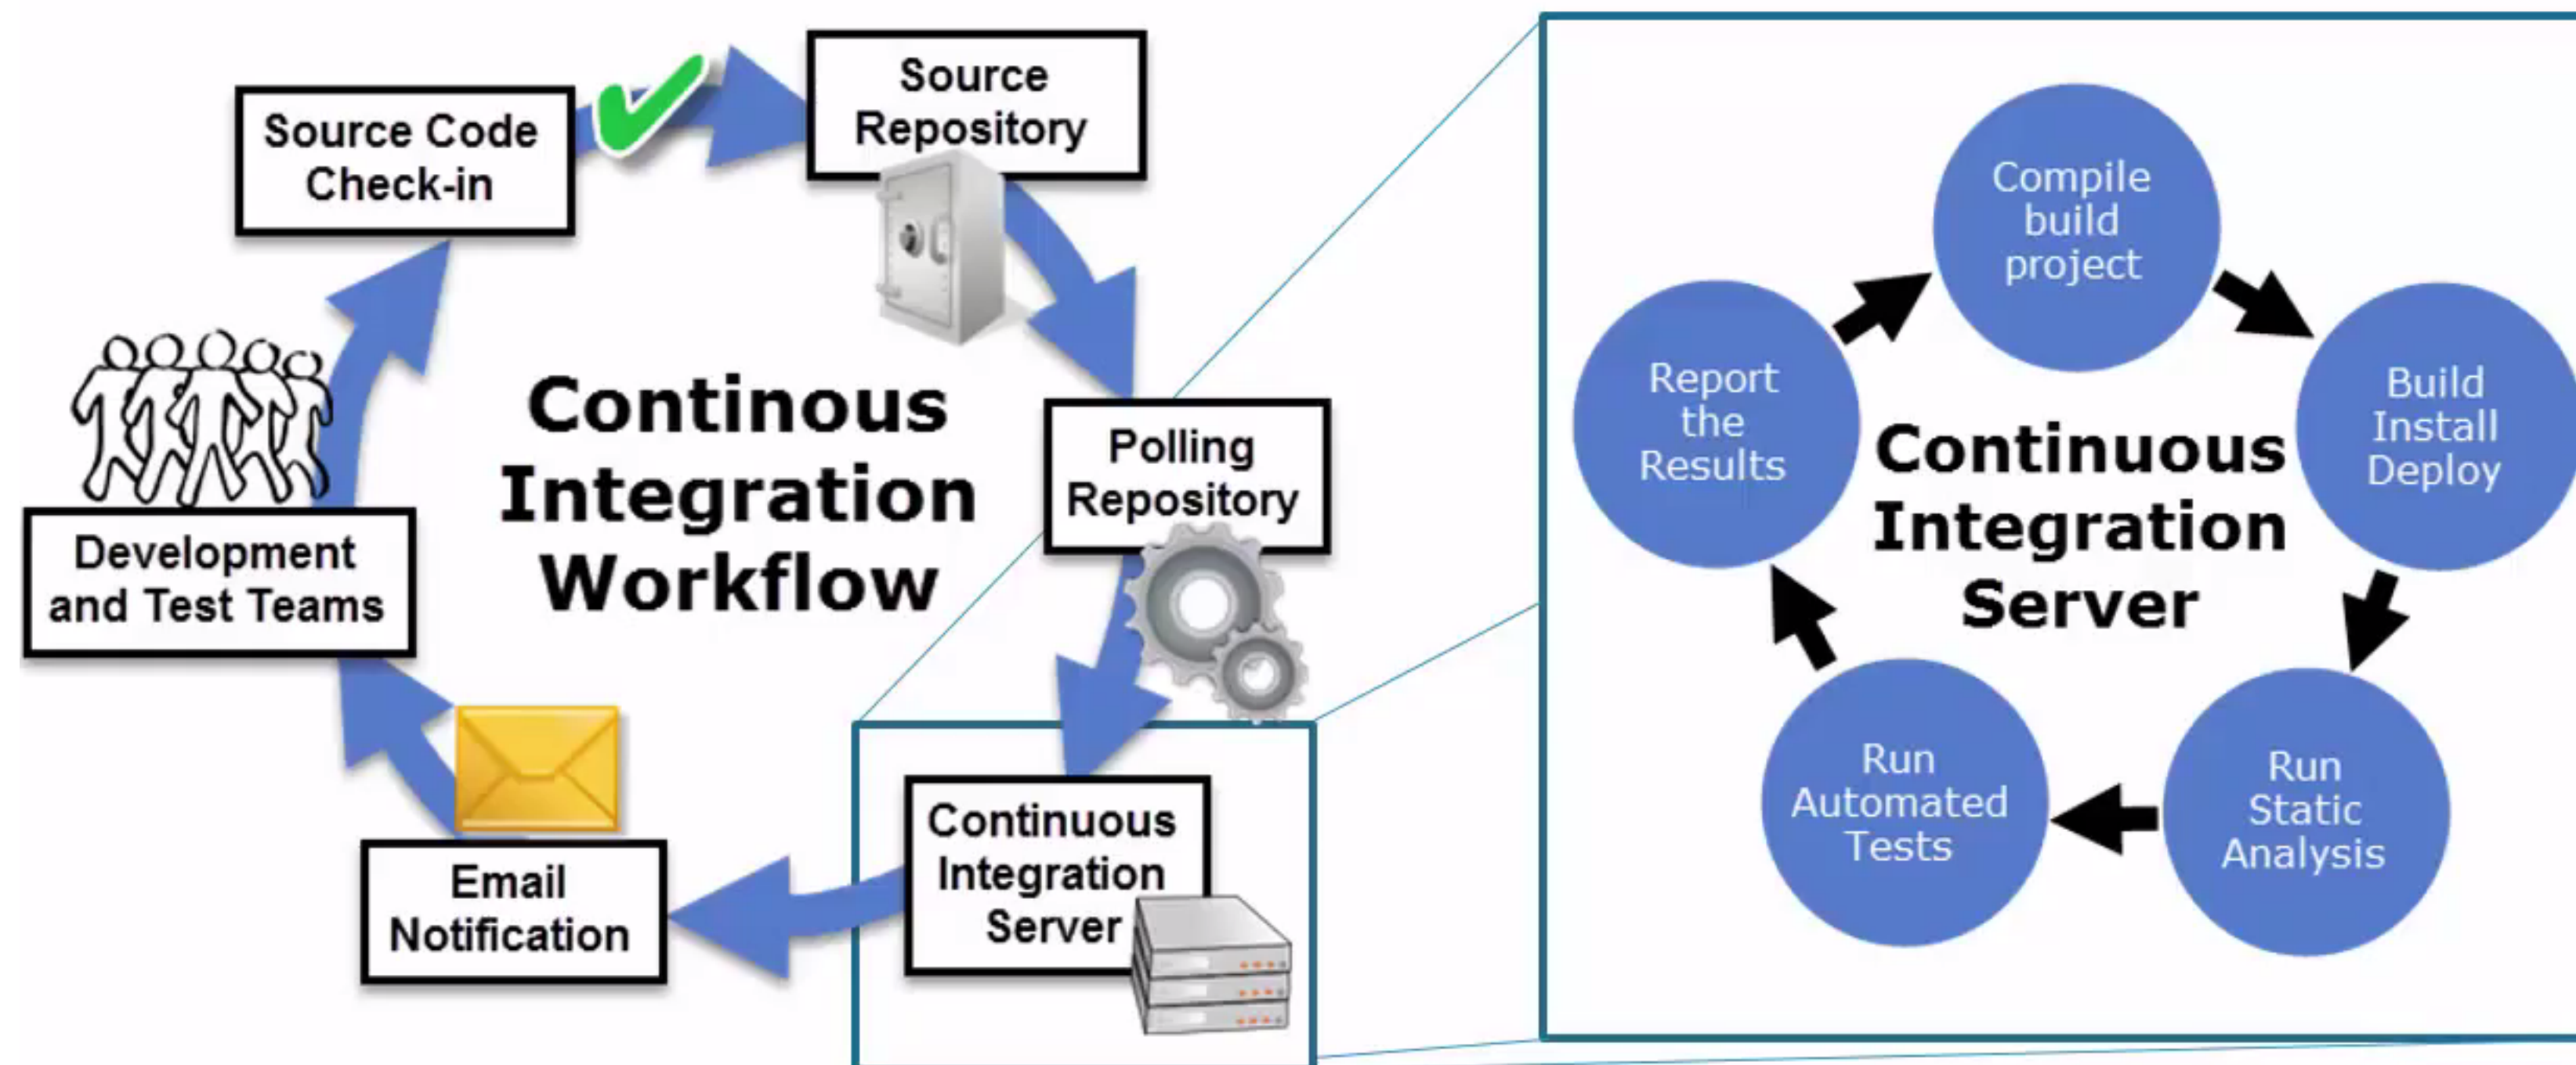 Source Code
Check-in
Source
Repository
Polling
Repository
Continuous
Integration
Server
Email
Notification
Development
and Test Teams
Continous
Integration
Workflow
Compile
build
project
Build
Install
Deploy
Run
Static
Analysis
Run
Automated
Tests
Report
the
Results
Continuous
Integration
Server